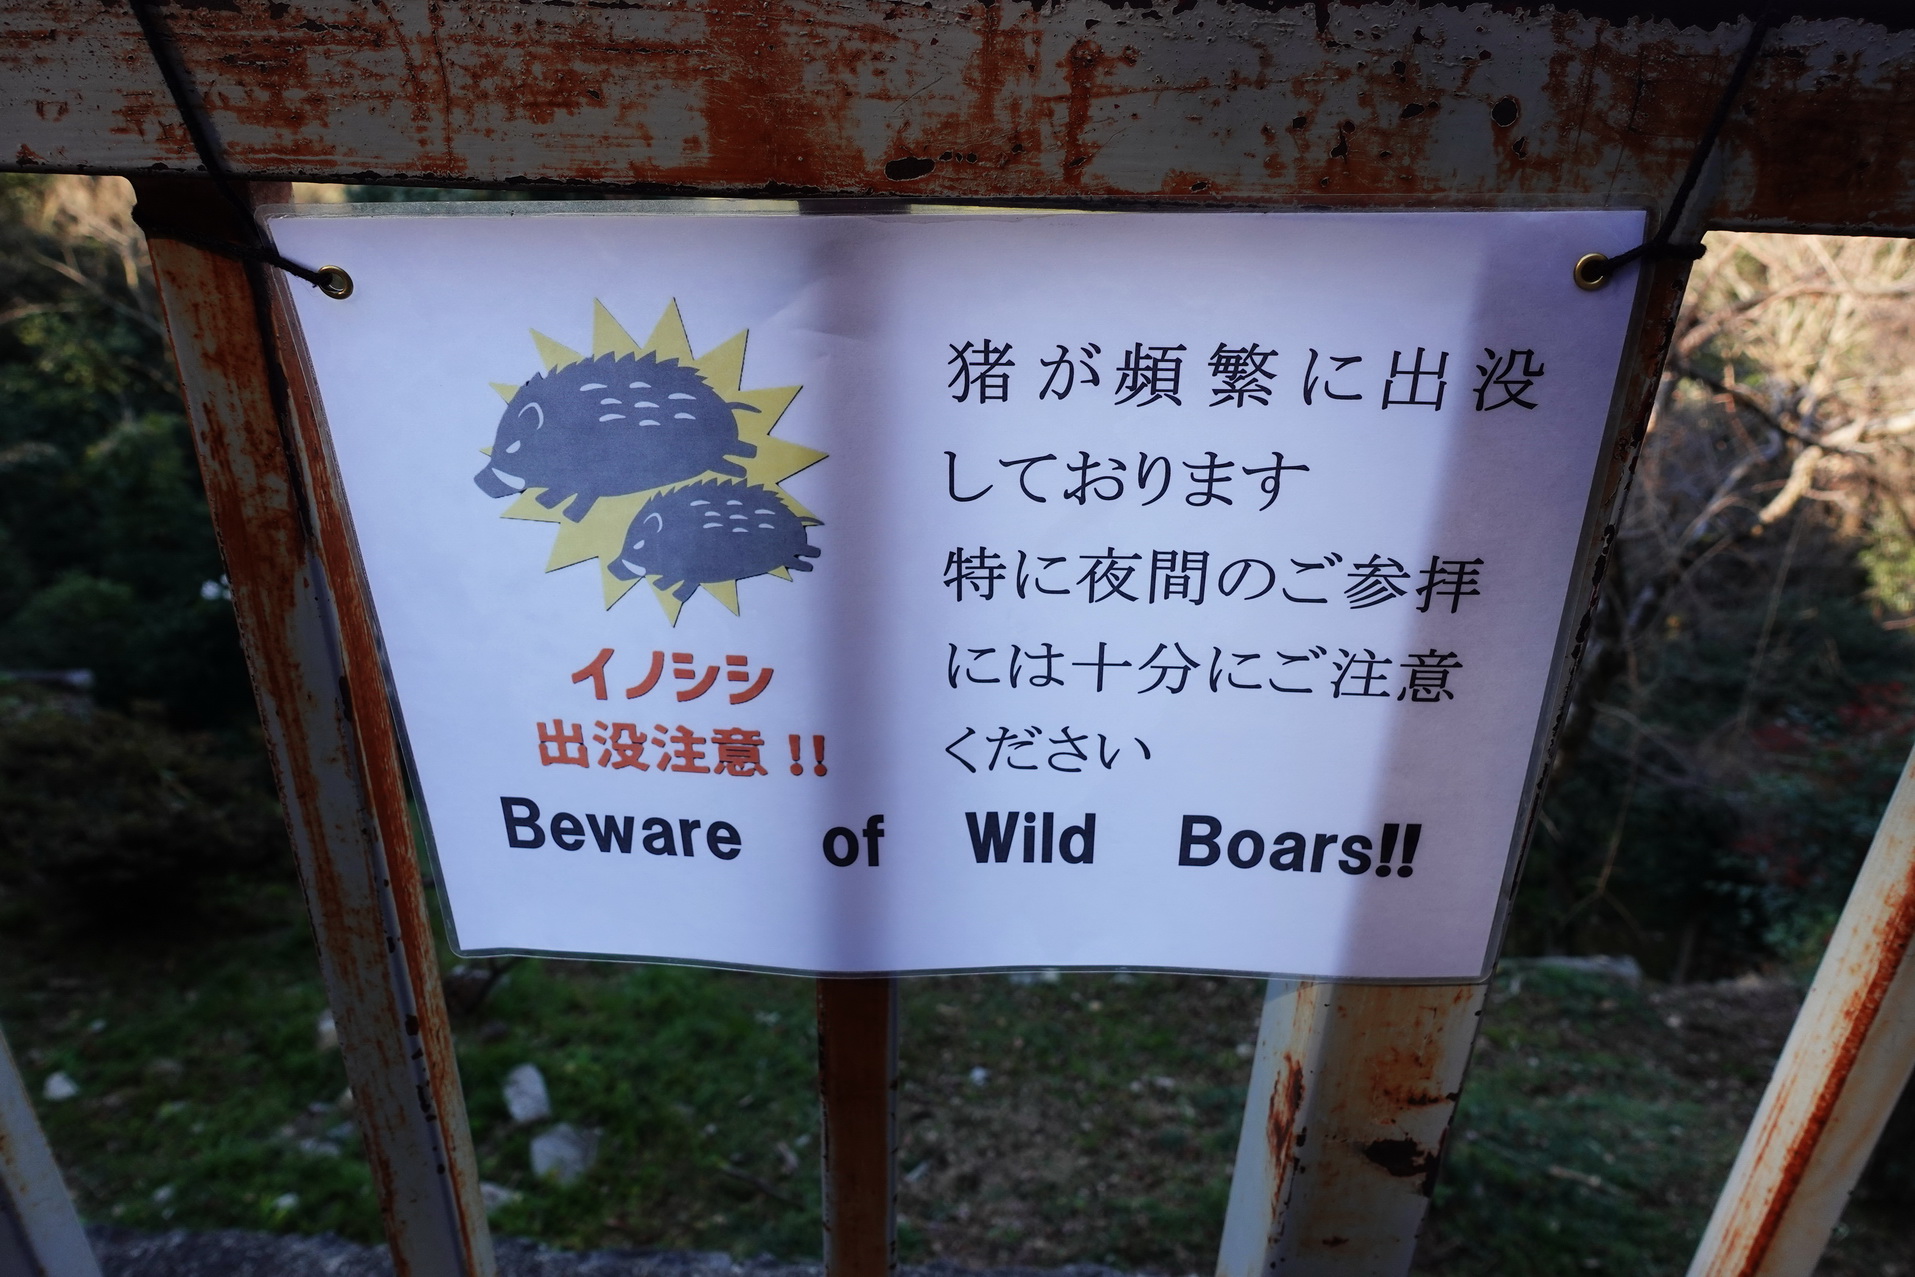 猪が頻繁に出没
しております
特に夜間のご参拝
には十分にご注意
ください
イノシシ
出没注意!!
Beware of Wild Boars!!